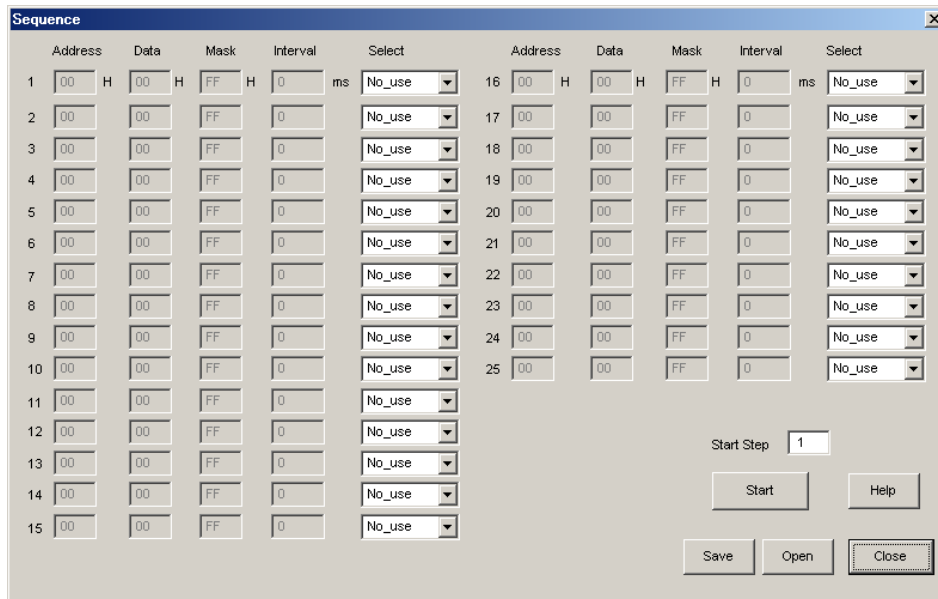 Sequence
Address Data Mask Interval Select Address Data Mask Interval Select
1 00 H 00 H FF H 0 ms No_use 16 00 H 00 H FF H 0 ms No_use
2 00 00 FF 0 No_use 17 00 00 FF 0 No_use
3 00 00 FF 0 No_use 18 00 00 FF 0 No_use
4 00 00 FF 0 No_use 19 00 00 FF 0 No_use
5 00 00 FF 0 No_use 20 00 00 FF 0 No_use
6 00 00 FF 0 No_use 21 00 00 FF 0 No_use
7 00 00 FF 0 No_use 22 00 00 FF 0 No_use
8 00 00 FF 0 No_use 23 00 00 FF 0 No_use
9 00 00 FF 0 No_use 24 00 00 FF 0 No_use
10 00 00 FF 0 No_use 25 00 00 FF 0 No_use
11 00 00 FF 0 No_use
12 00 00 FF 0 No_use
13 00 00 FF 0 No_use
14 00 00 FF 0 No_use
15 00 00 FF 0 No_use
Start Step 1
Start Help
Save Open Close